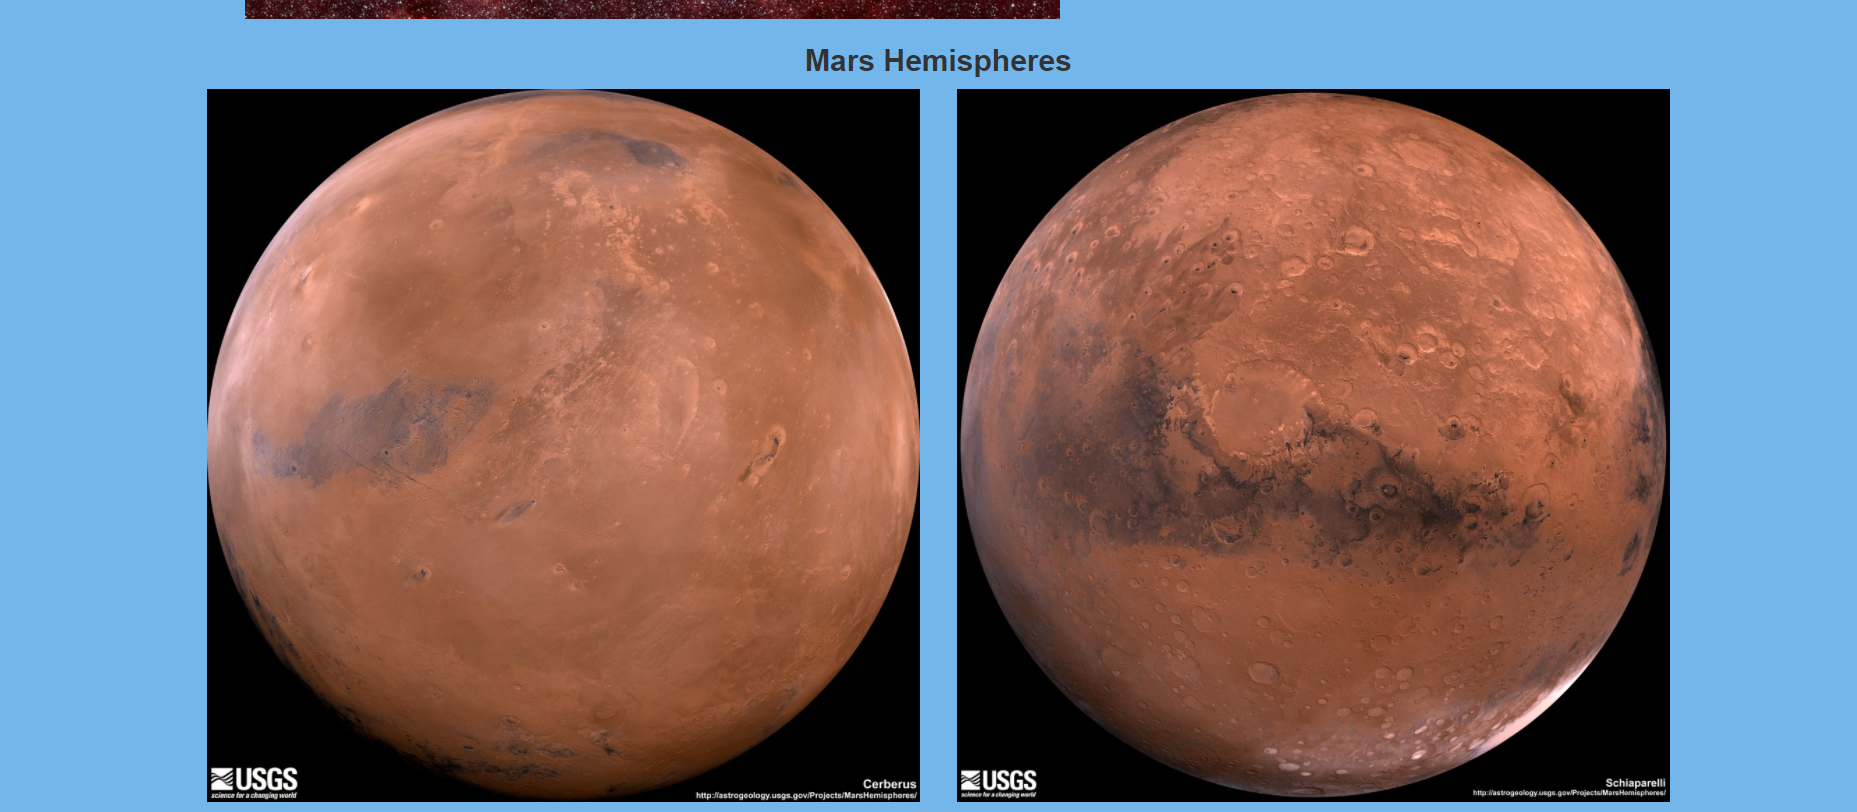 Mars Hemispheres
USGS
science for a changing world
Cerberus
http://astrogeology.usgs.gov/Projects/MarsHemispheres/
USGS
science for a changing world
Schiaparelli
http://astrogeology.usgs.gov/Projects/MarsHemispheres/